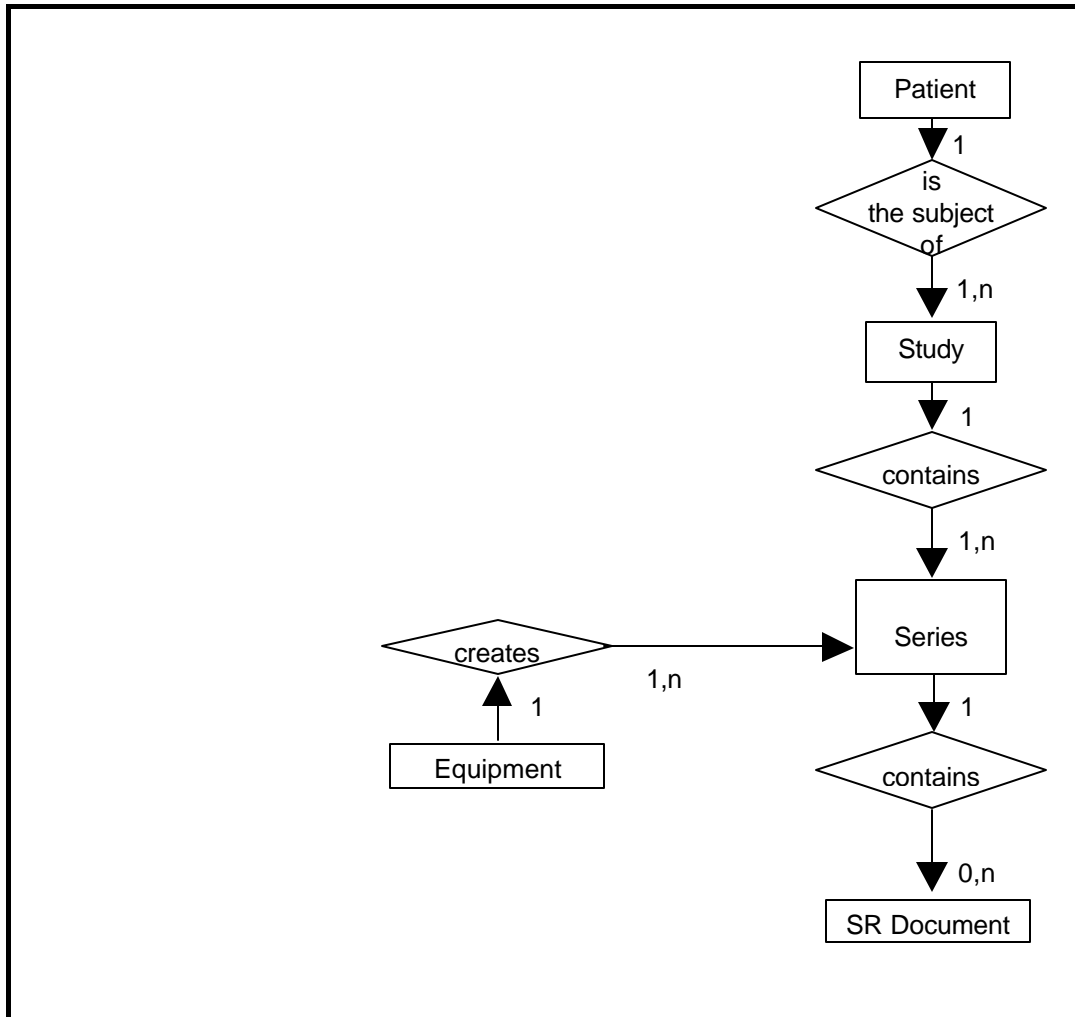 Patient
1
is
the subject
of
1,n
Study
1
contains
1,n
Series
creates
1,n
1
1
Equipment
contains
0,n
SR Document